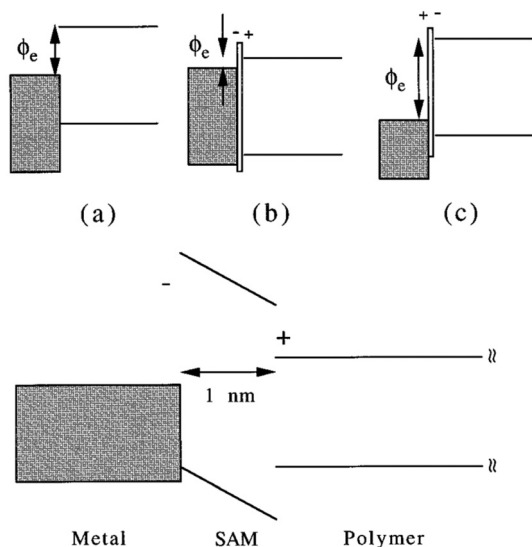 ϕe
ϕe
- +
+ -
ϕe
(a) (b) (c)
-
+
1 nm
Metal SAM Polymer